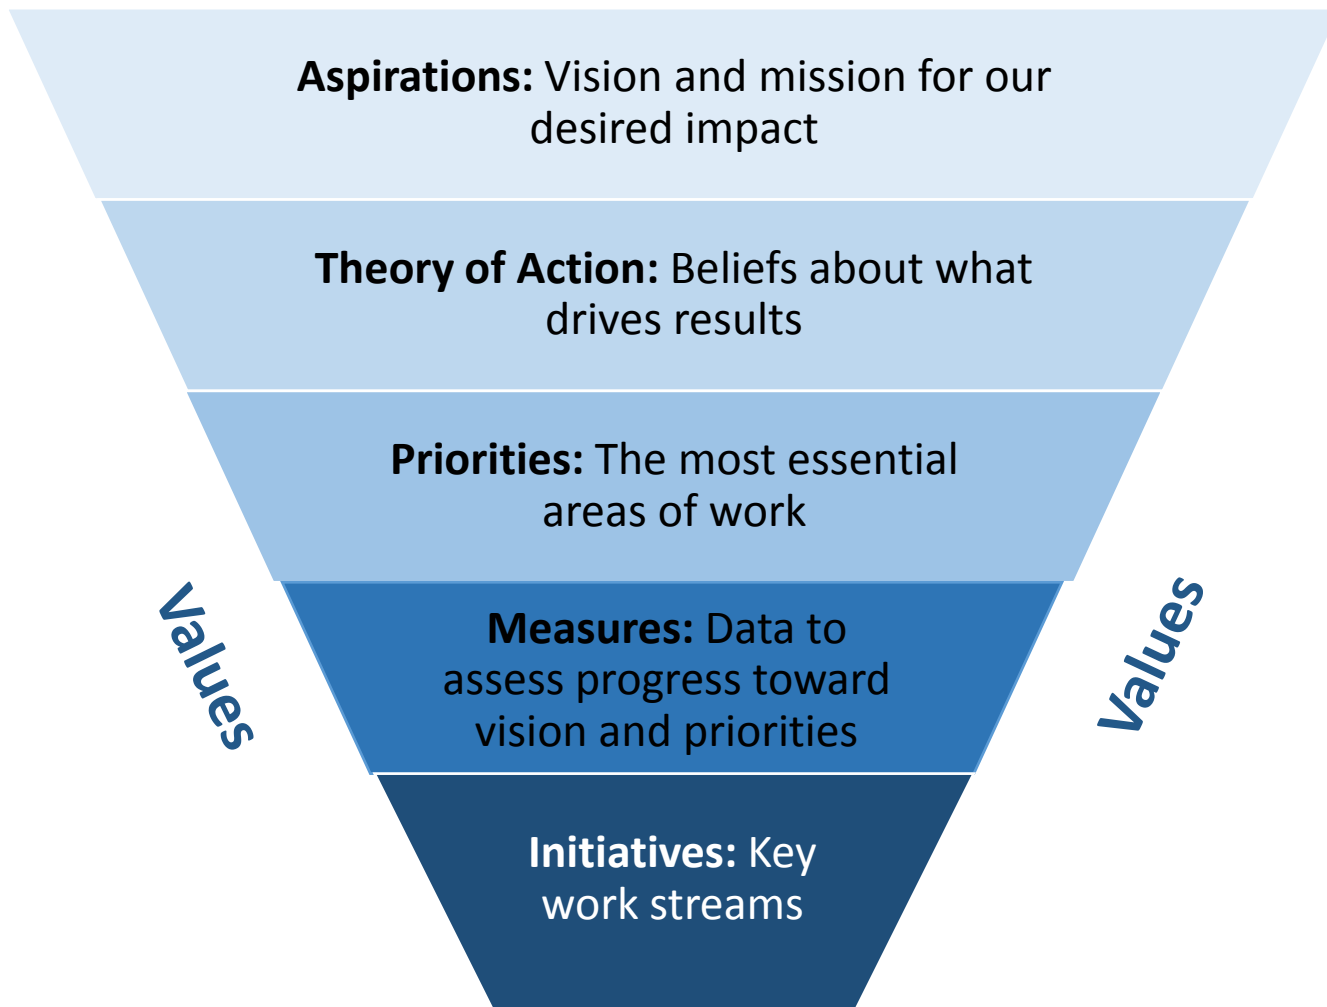 Aspirations: Vision and mission for our
desired impact
Theory of Action: Beliefs about what
drives results
Priorities: The most essential
areas of work
Values
Values
Measures: Data to
assess progress toward
vision and priorities
Initiatives: Key
work streams